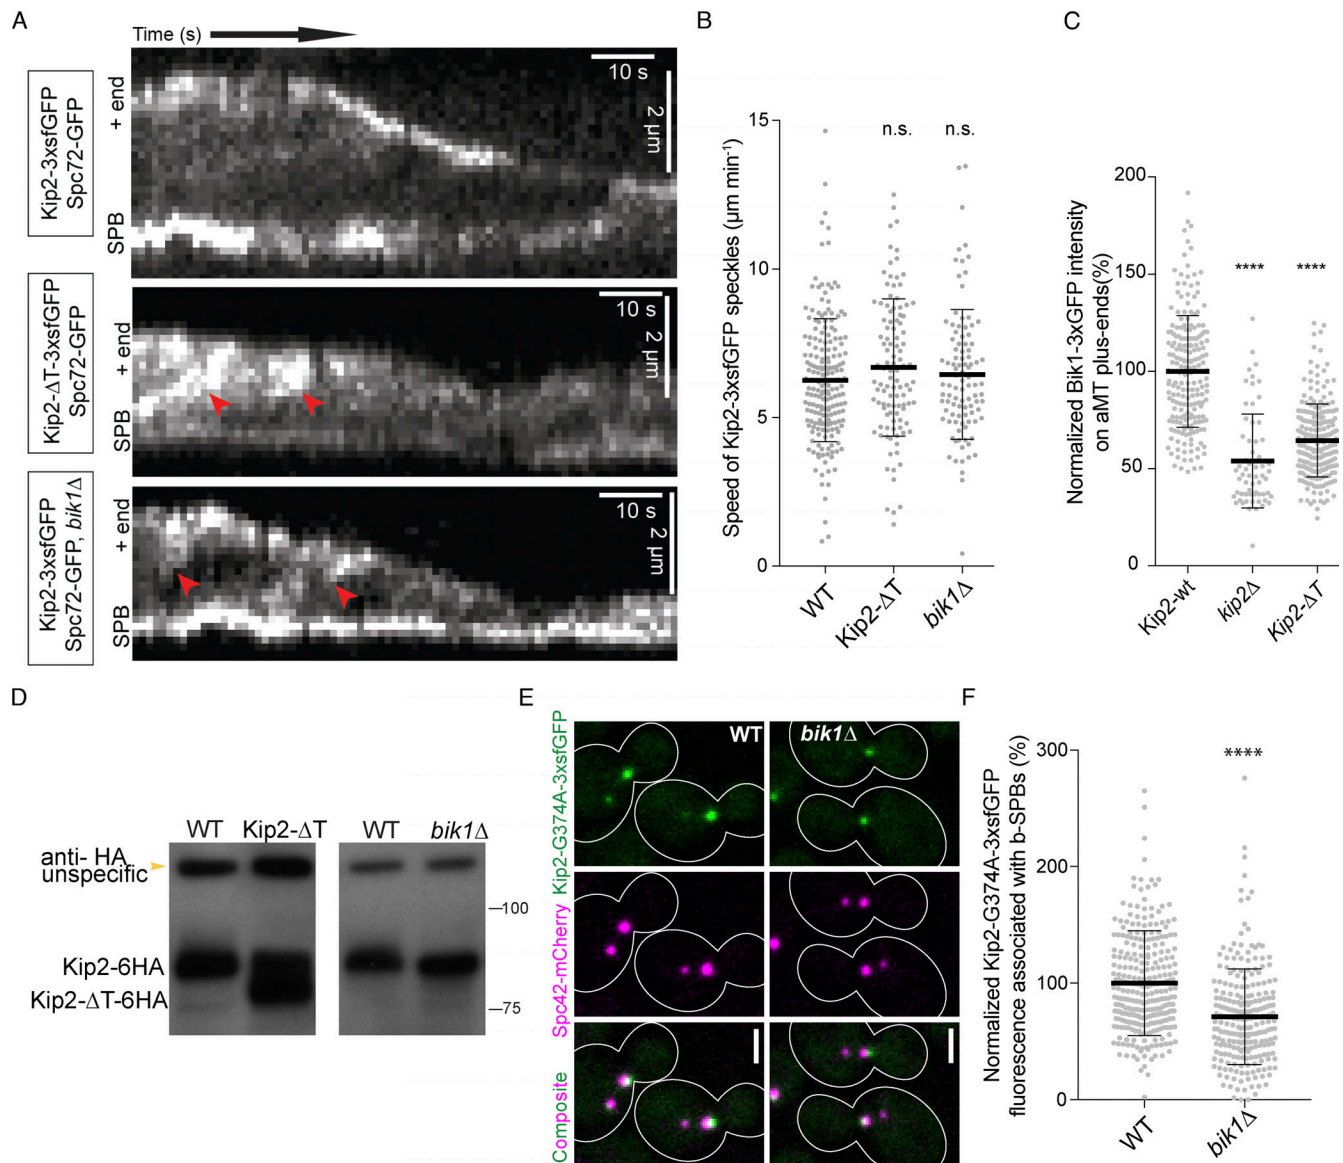 A
Time (s)
Kip2-3xsfGFP
Spc72-GFP
+ end
SPB
10 s
2 μm
Kip2-ΔT-3xsfGFP
Spc72-GFP
+ end
SPB
10 s
2 μm
Kip2-3xsfGFP
Spc72-GFP, bik1Δ
+ end
SPB
10 s
2 μm
B
Speed of Kip2-3xsfGFP speckles (μm min⁻¹)
15
10
5
0
n.s.
n.s.
WT
Kip2-ΔT
bik1Δ
C
Normalized Bik1-3xGFP intensity
on aMT plus-ends(%)
200
150
100
50
0
****
****
Kip2-wt
kip2Δ
Kip2-ΔT
D
WT
Kip2-ΔT
WT
bik1Δ
anti- HA
unspecific
—100
Kip2-6HA
Kip2-ΔT-6HA
—75
E
WT
bik1Δ
Kip2-G374A-3xsfGFP
Spc42-mCherry
Composite
F
Normalized Kip2-G374A-3xsfGFP
fluorescence associated with b-SPBs (%)
300
200
100
0
****
WT
bik1Δ